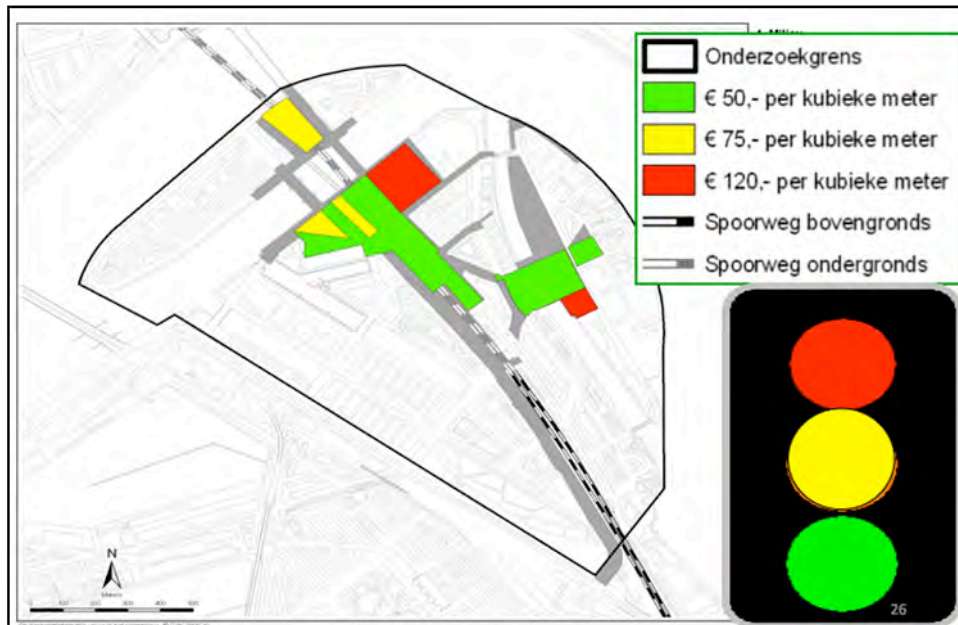 Onderzoekgrens
€ 50,- per kubieke meter
€ 75,- per kubieke meter
€ 120,- per kubieke meter
Spoorweg bovengronds
Spoorweg ondergronds
N
26